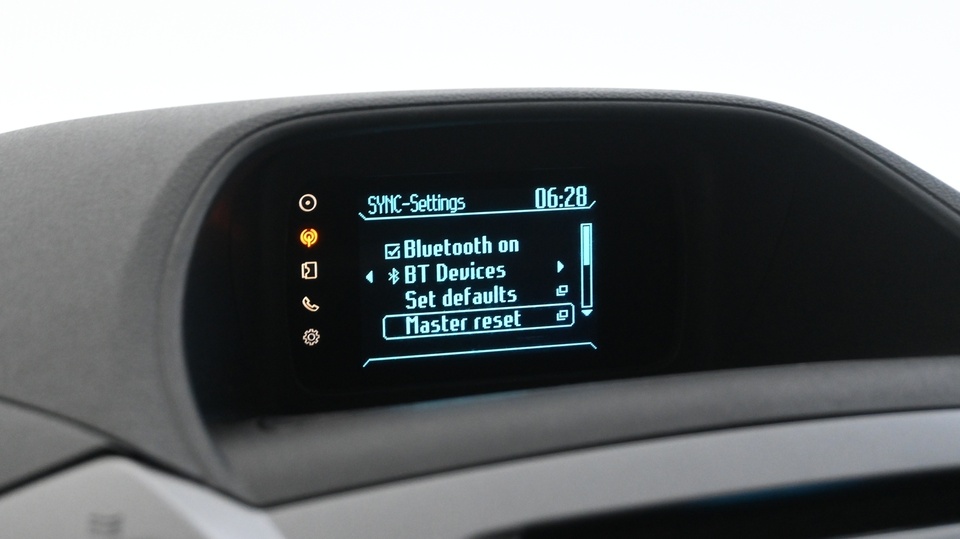 SYNC-Settings 06:28
Bluetooth on
BT Devices
Set defaults
Master reset